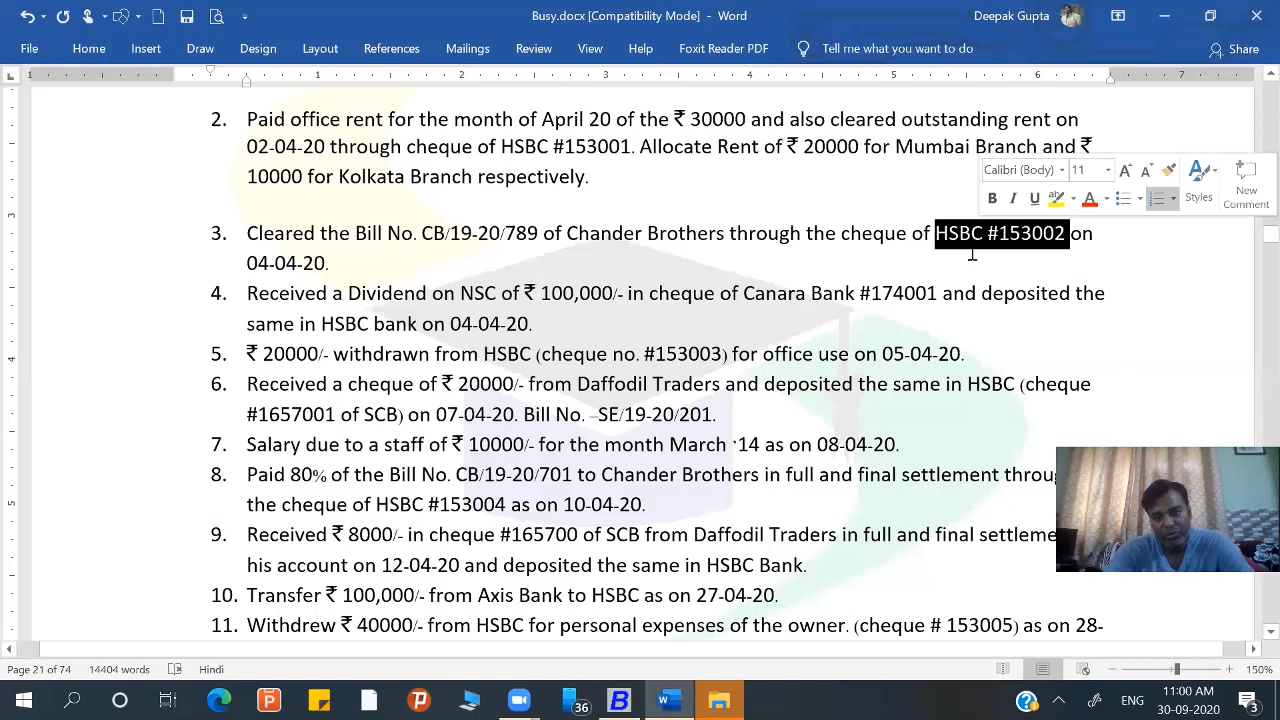 Busy.docx [Compatibility Mode] - Word
Deepak Gupta
File Home Insert Draw Design Layout References Mailings Review View Help Foxit Reader PDF Tell me what you want to do Share
1 1 2 3 4 5 6 7
2. Paid office rent for the month of April 20 of the ₹ 30000 and also cleared outstanding rent on
02-04-20 through cheque of HSBC #153001. Allocate Rent of ₹ 20000 for Mumbai Branch and ₹
10000 for Kolkata Branch respectively.
Calibri (Body) 11
New
Comment
Styles
3. Cleared the Bill No. CB/19-20/789 of Chander Brothers through the cheque of HSBC #153002 on
04-04-20.
4. Received a Dividend on NSC of ₹ 100,000/- in cheque of Canara Bank #174001 and deposited the
same in HSBC bank on 04-04-20.
5. ₹ 20000/- withdrawn from HSBC (cheque no. #153003) for office use on 05-04-20.
6. Received a cheque of ₹ 20000/- from Daffodil Traders and deposited the same in HSBC (cheque
#1657001 of SCB) on 07-04-20. Bill No. –SE/19-20/201.
7. Salary due to a staff of ₹ 10000/- for the month March '14 as on 08-04-20.
8. Paid 80% of the Bill No. CB/19-20/701 to Chander Brothers in full and final settlement throu
the cheque of HSBC #153004 as on 10-04-20.
9. Received ₹ 8000/- in cheque #165700 of SCB from Daffodil Traders in full and final settleme
his account on 12-04-20 and deposited the same in HSBC Bank.
10. Transfer ₹ 100,000/- from Axis Bank to HSBC as on 27-04-20.
11. Withdrew ₹ 40000/- from HSBC for personal expenses of the owner. (cheque # 153005) as on 28-
Page 21 of 74 14404 words Hindi 150%
36
ENG
11:00 AM
30-09-2020
3